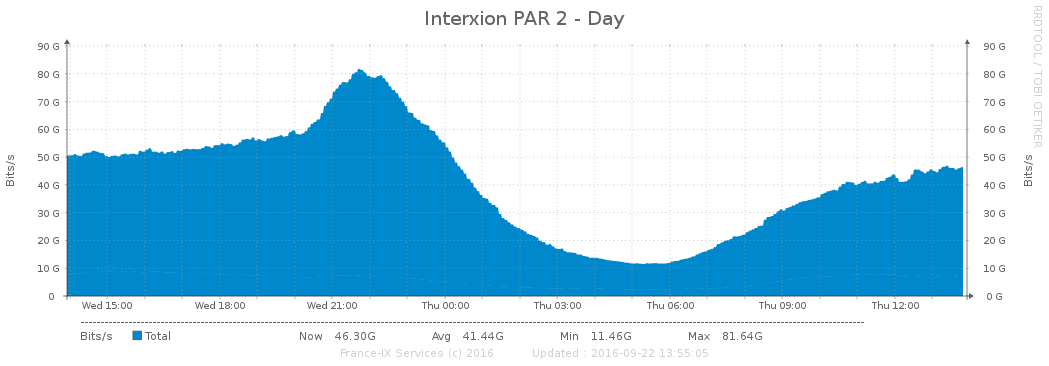 Interxion PAR 2 - Day
RRDTOOL / TOBI OETIKER
Bits/s
90 G
80 G
70 G
60 G
50 G
40 G
30 G
20 G
10 G
0
90 G
80 G
70 G
60 G
50 G
40 G
30 G
20 G
10 G
0 G
Bits/s
Wed 15:00 Wed 18:00 Wed 21:00 Thu 00:00 Thu 03:00 Thu 06:00 Thu 09:00 Thu 12:00
Bits/s Total Now 46.30G Avg 41.44G Min 11.46G Max 81.64G
France-IX Services (c) 2016 Updated : 2016-09-22 13:55:05